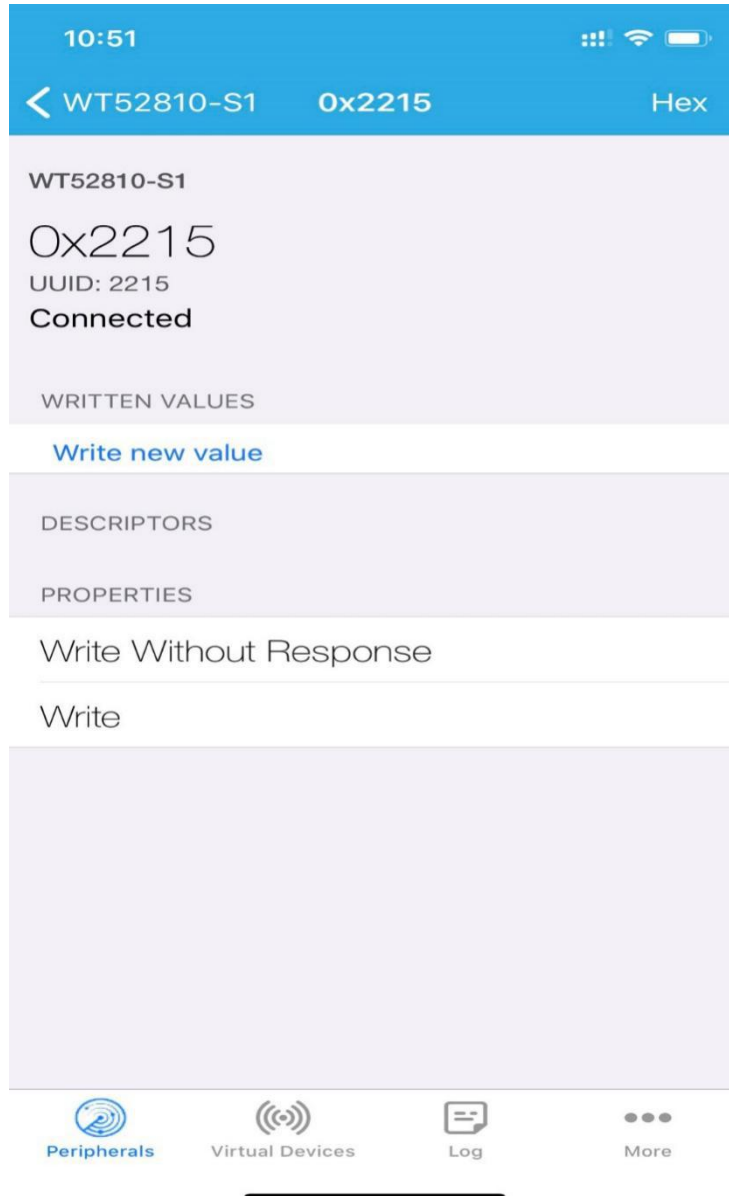 10:51
WT52810-S1 0x2215 Hex
WT52810-S1
0x2215
UUID: 2215
Connected
WRITTEN VALUES
Write new value
DESCRIPTORS
PROPERTIES
Write Without Response
Write
Peripherals Virtual Devices Log More